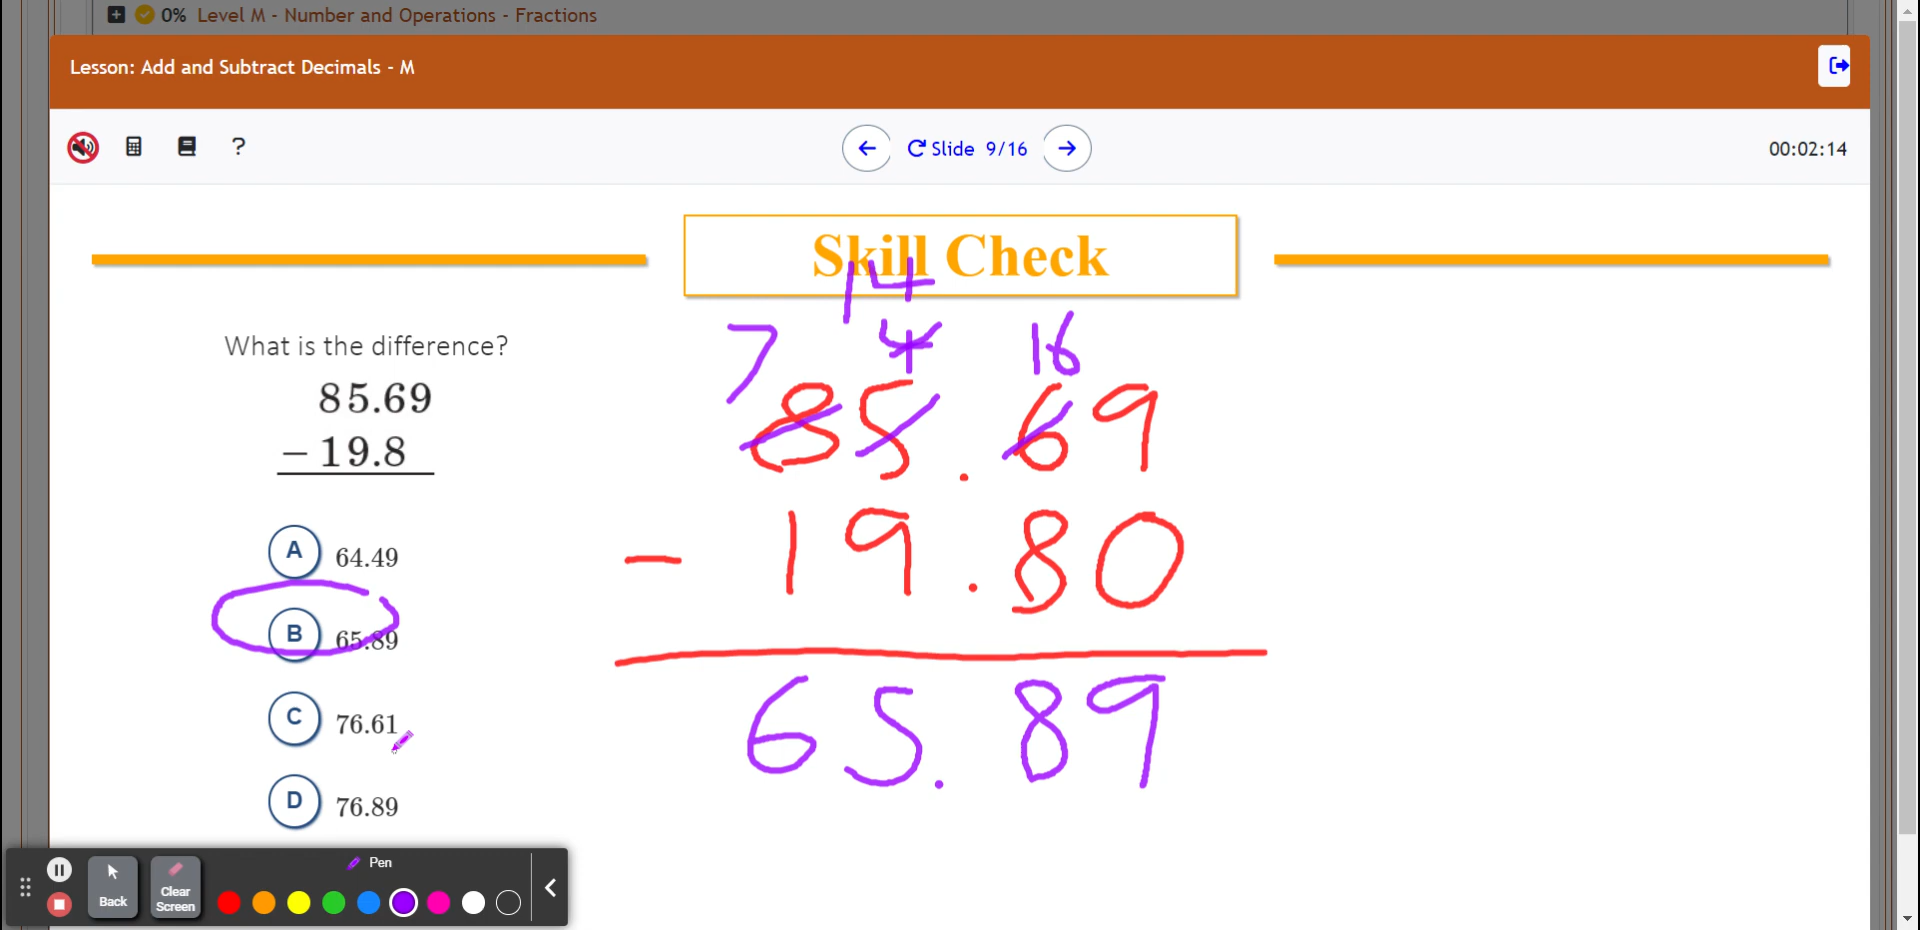 0% Level M - Number and Operations - Fractions
Lesson: Add and Subtract Decimals - M
?
Slide 9/16
00:02:14
Skill Check
What is the difference?
85.69
− 19.8
A 64.49
B 65.89
C 76.61
D 76.89
14
7 4 16
85.69
- 19.80
65.89
Pen
Back
Clear
Screen